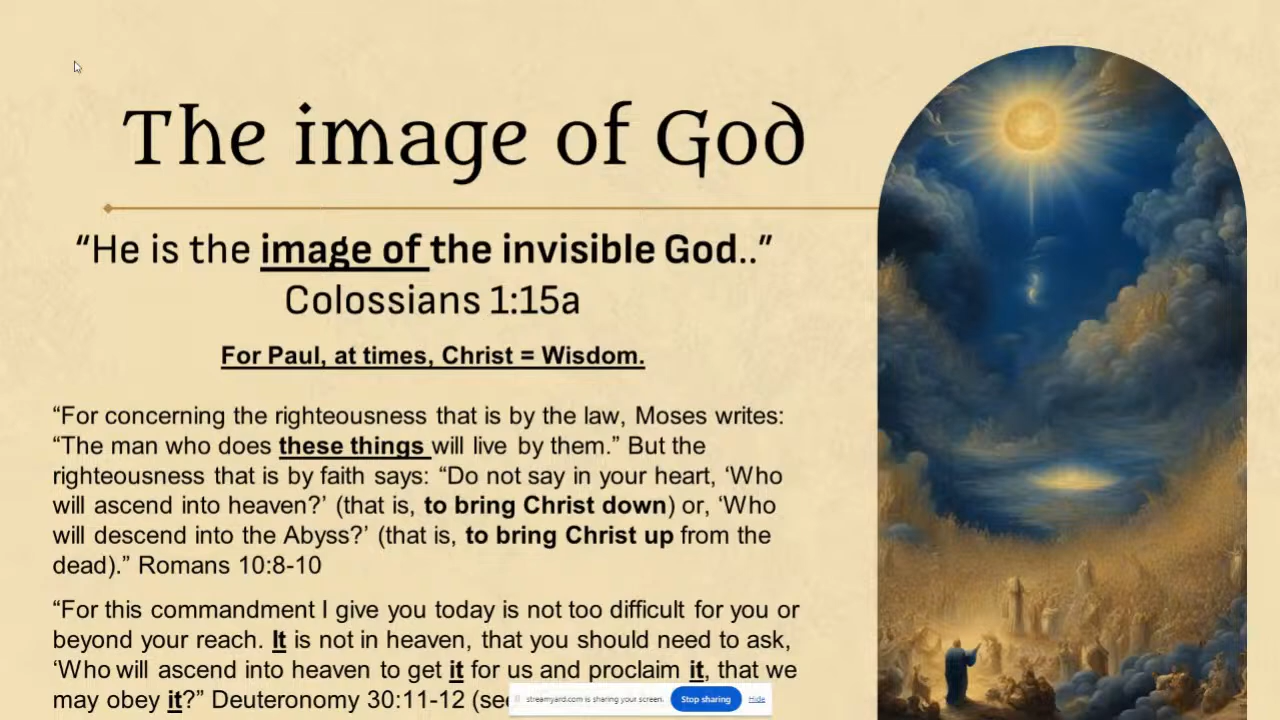 The image of God
“He is the image of the invisible God..”
Colossians 1:15a
For Paul, at times, Christ = Wisdom.
“For concerning the righteousness that is by the law, Moses writes:
“The man who does these things will live by them.” But the
righteousness that is by faith says: “Do not say in your heart, ‘Who
will ascend into heaven?’ (that is, to bring Christ down) or, ‘Who
will descend into the Abyss?’ (that is, to bring Christ up from the
dead).” Romans 10:8-10
“For this commandment I give you today is not too difficult for you or
beyond your reach. It is not in heaven, that you should need to ask,
‘Who will ascend into heaven to get it for us and proclaim it, that we
may obey it?” Deuteronomy 30:11-12 (see
streamyard.com is sharing your screen. Stop sharing Hide